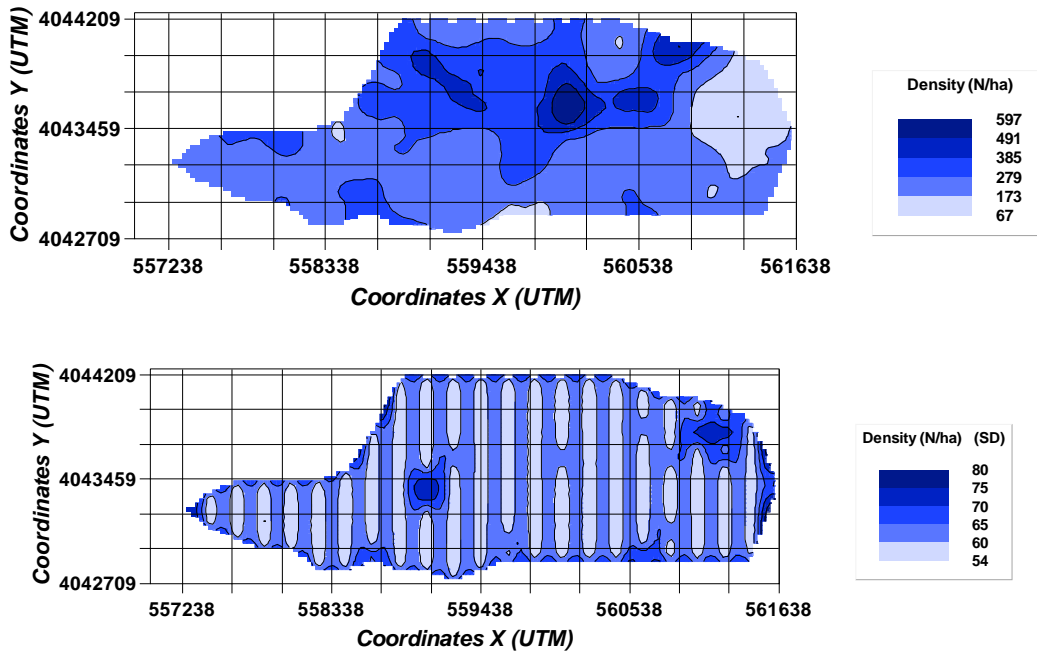 Coordinates Y (UTM)
4044209
4043459
4042709
557238 558338 559438 560538 561638
Coordinates X (UTM)
Density (N/ha)
597
491
385
279
173
67
Coordinates Y (UTM)
4044209
4043459
4042709
557238 558338 559438 560538 561638
Coordinates X (UTM)
Density (N/ha) (SD)
80
75
70
65
60
54